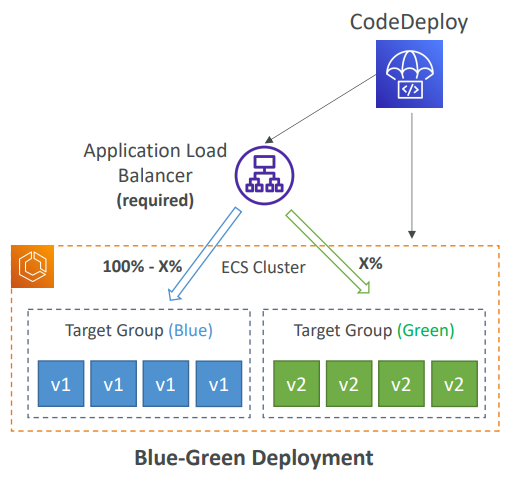 CodeDeploy
Application Load
Balancer
(required)
100% - X%
ECS Cluster
X%
Target Group (Blue)
Target Group (Green)
v1 v1 v1 v1
v2 v2 v2 v2
Blue-Green Deployment